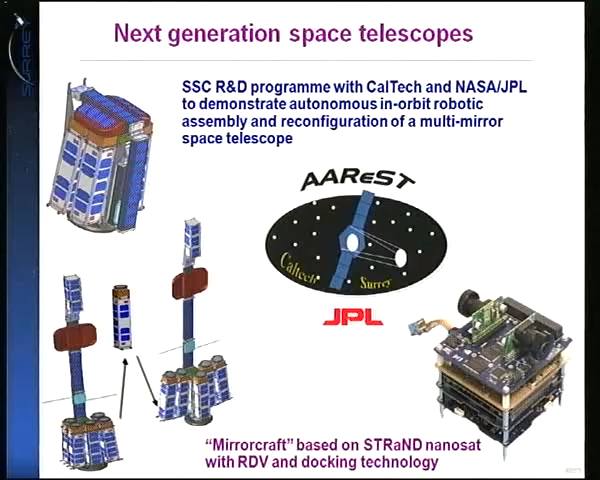 Next generation space telescopes
SURREY
SSC R&D programme with CalTech and NASA/JPL
to demonstrate autonomous in-orbit robotic
assembly and reconfiguration of a multi-mirror
space telescope
AAReST
Caltech
Surrey
JPL
“Mirrorcraft” based on STRaND nanosat
with RDV and docking technology